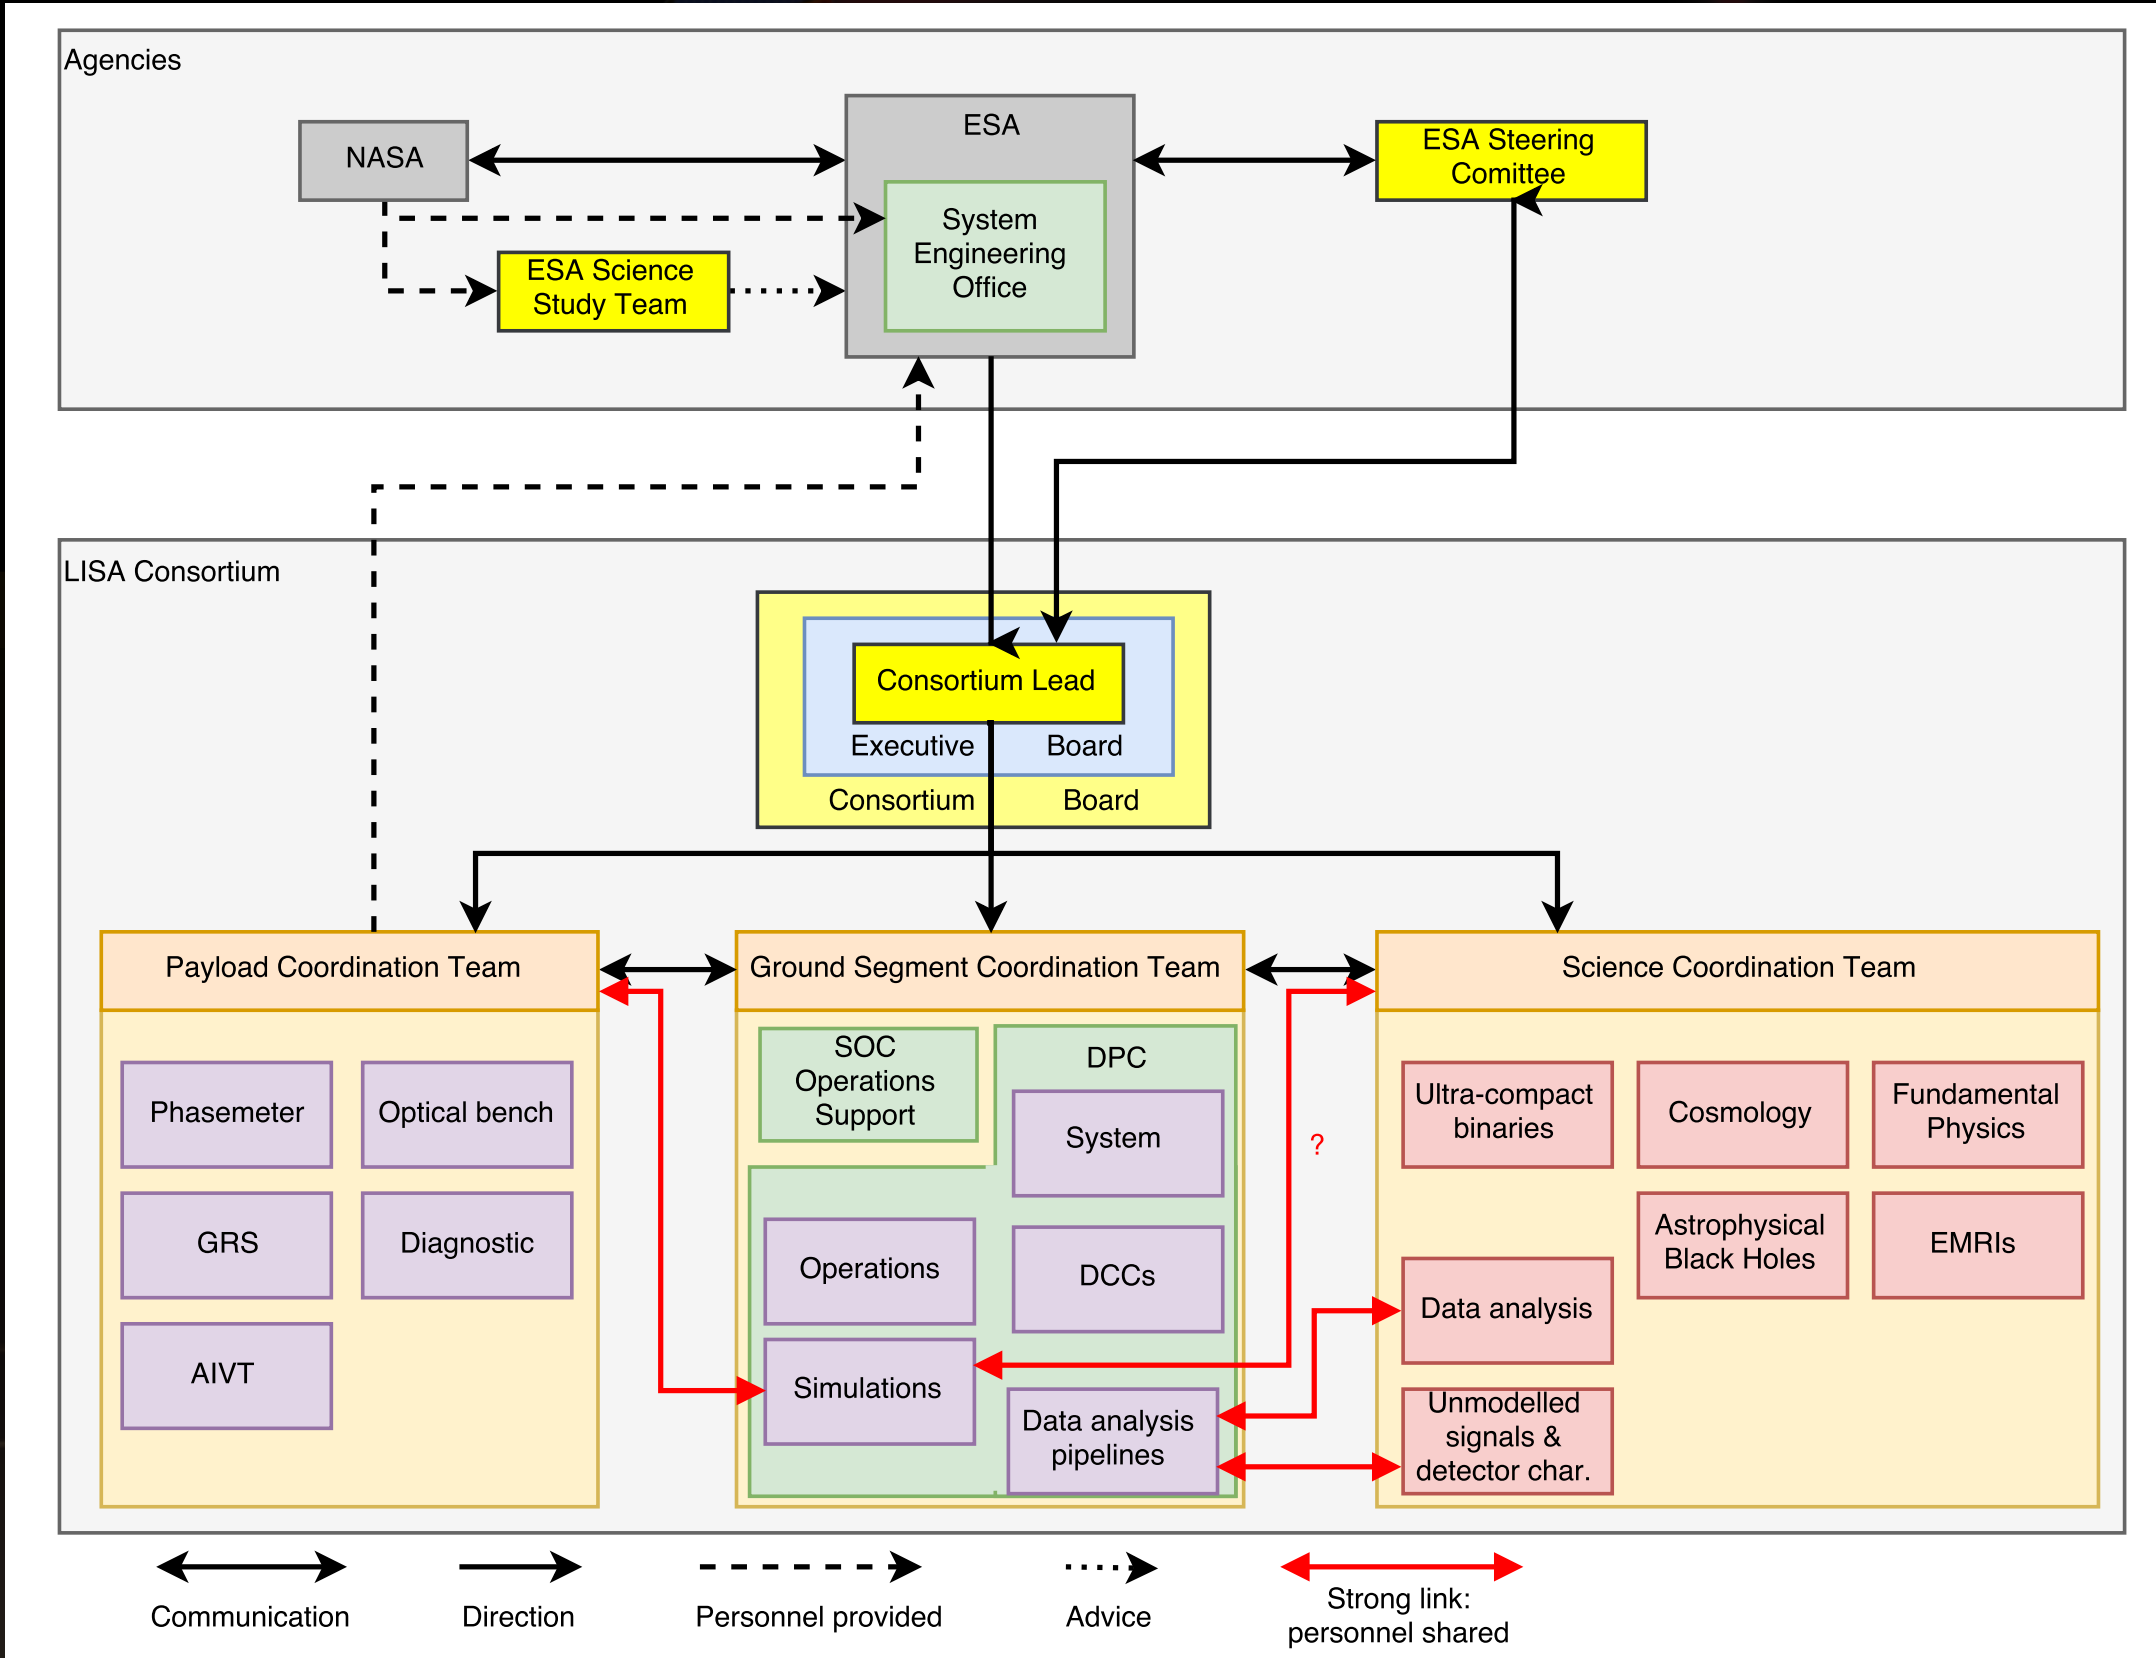 Agencies
NASA
ESA
ESA Steering
Comittee
System
Engineering
Office
ESA Science
Study Team
LISA Consortium
Consortium Lead
Executive Board
Consortium Board
Payload Coordination Team
Ground Segment Coordination Team
Science Coordination Team
Phasemeter
Optical bench
GRS
Diagnostic
AIVT
SOC
Operations
Support
DPC
System
Operations
DCCs
Simulations
Data analysis
pipelines
?
Ultra-compact
binaries
Cosmology
Fundamental
Physics
Astrophysical
Black Holes
EMRIs
Data analysis
Unmodelled
signals &
detector char.
Communication
Direction
Personnel provided
Advice
Strong link:
personnel shared